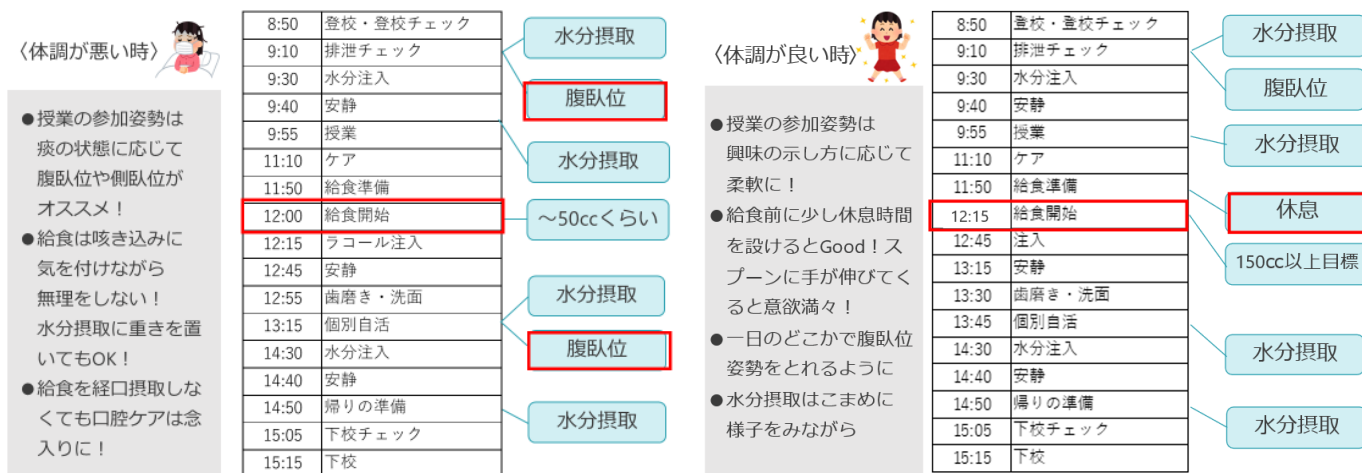 〈体調が悪い時〉
●授業の参加姿勢は
痰の状態に応じて
腹臥位や側臥位が
オススメ！
●給食は咳き込みに
気を付けながら
無理をしない！
水分摂取に重きを置
いてもOK！
●給食を経口摂取しな
くても口腔ケアは念
入りに！
8:50 登校・登校チェック
9:10 排泄チェック
9:30 水分注入
9:40 安静
9:55 授業
11:10 ケア
11:50 給食準備
12:00 給食開始
12:15 ラコール注入
12:45 安静
12:55 歯磨き・洗面
13:15 個別自活
14:30 水分注入
14:40 安静
14:50 帰りの準備
15:05 下校チェック
15:15 下校
水分摂取
腹臥位
水分摂取
～50ccくらい
水分摂取
腹臥位
水分摂取
〈体調が良い時〉
●授業の参加姿勢は
興味の示し方に応じて
柔軟に！
●給食前に少し休息時間
を設けるとGood！ス
プーンに手が伸びてく
ると意欲満々！
●一日のどこかで腹臥位
姿勢をとれるように
●水分摂取はこまめに
様子をみながら
8:50 登校・登校チェック
9:10 排泄チェック
9:30 水分注入
9:40 安静
9:55 授業
11:10 ケア
11:50 給食準備
12:15 給食開始
12:45 注入
13:15 安静
13:30 歯磨き・洗面
13:45 個別自活
14:30 水分注入
14:40 安静
14:50 帰りの準備
15:05 下校チェック
15:15 下校
水分摂取
腹臥位
水分摂取
休息
150cc以上目標
水分摂取
水分摂取